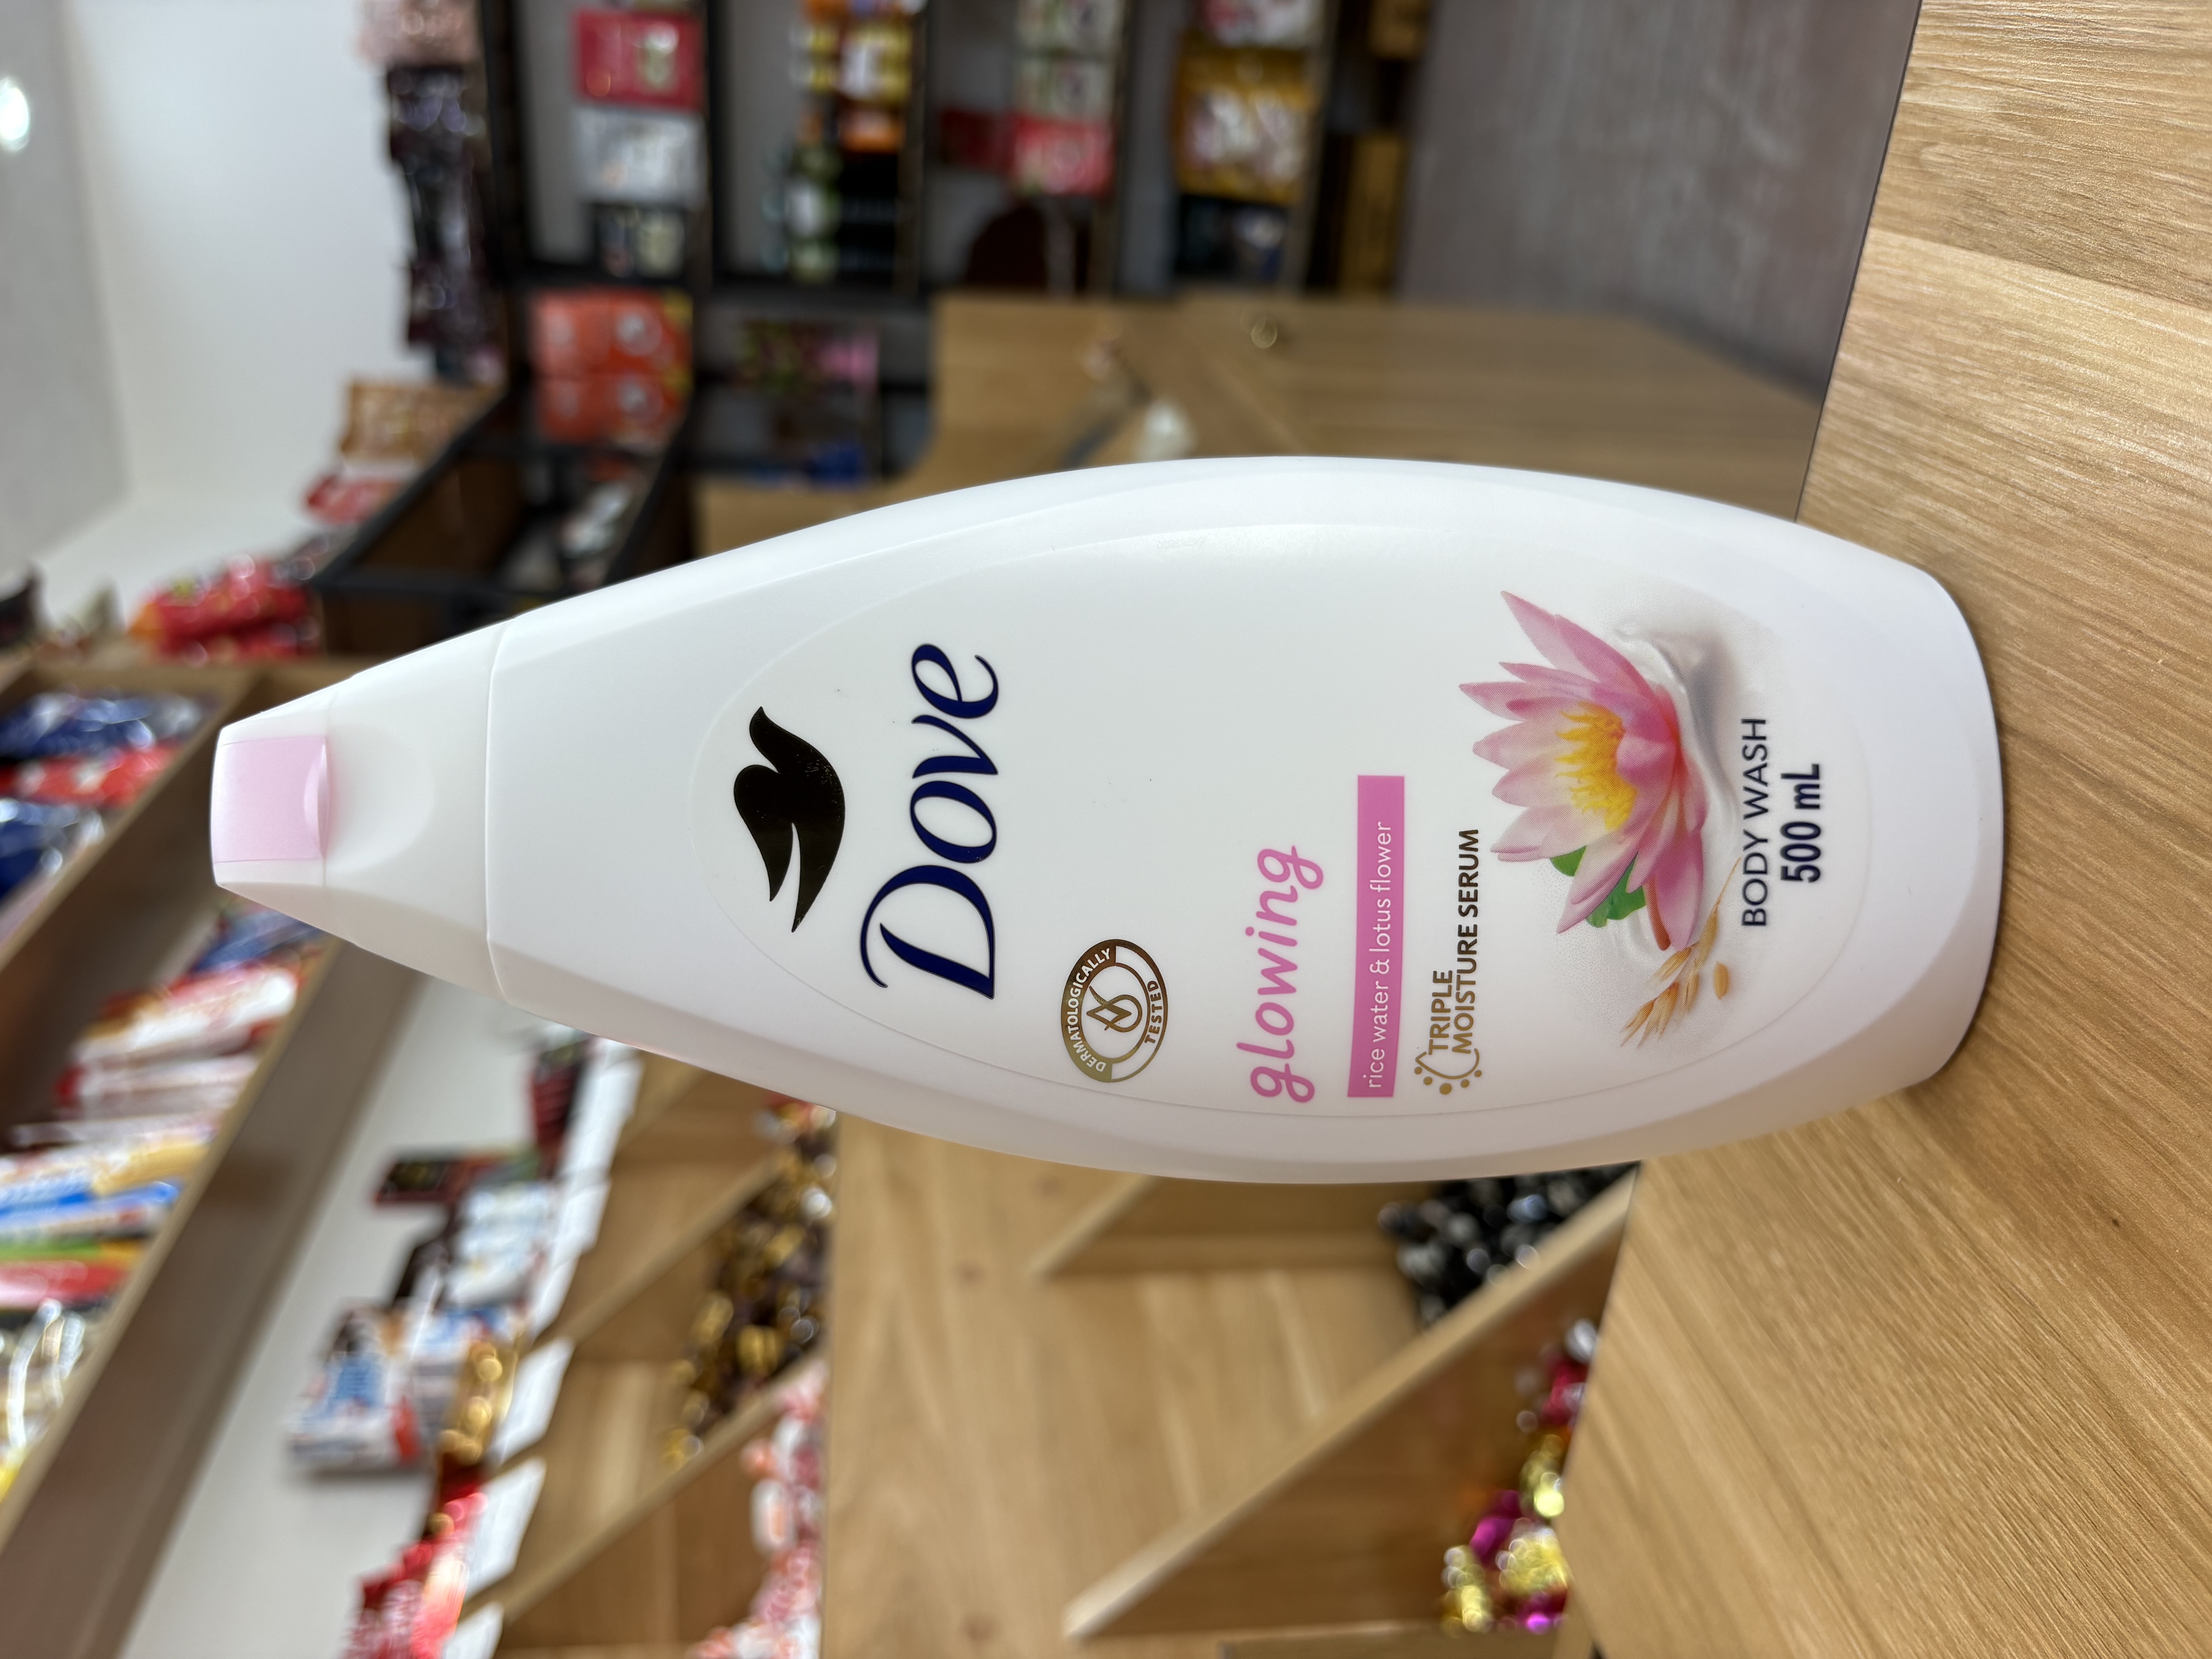 Dove
DERMATOLOGICALLY
TESTED
glowing
rice water & lotus flower
TRIPLE
MOISTURE SERUM
BODY WASH
500 mL